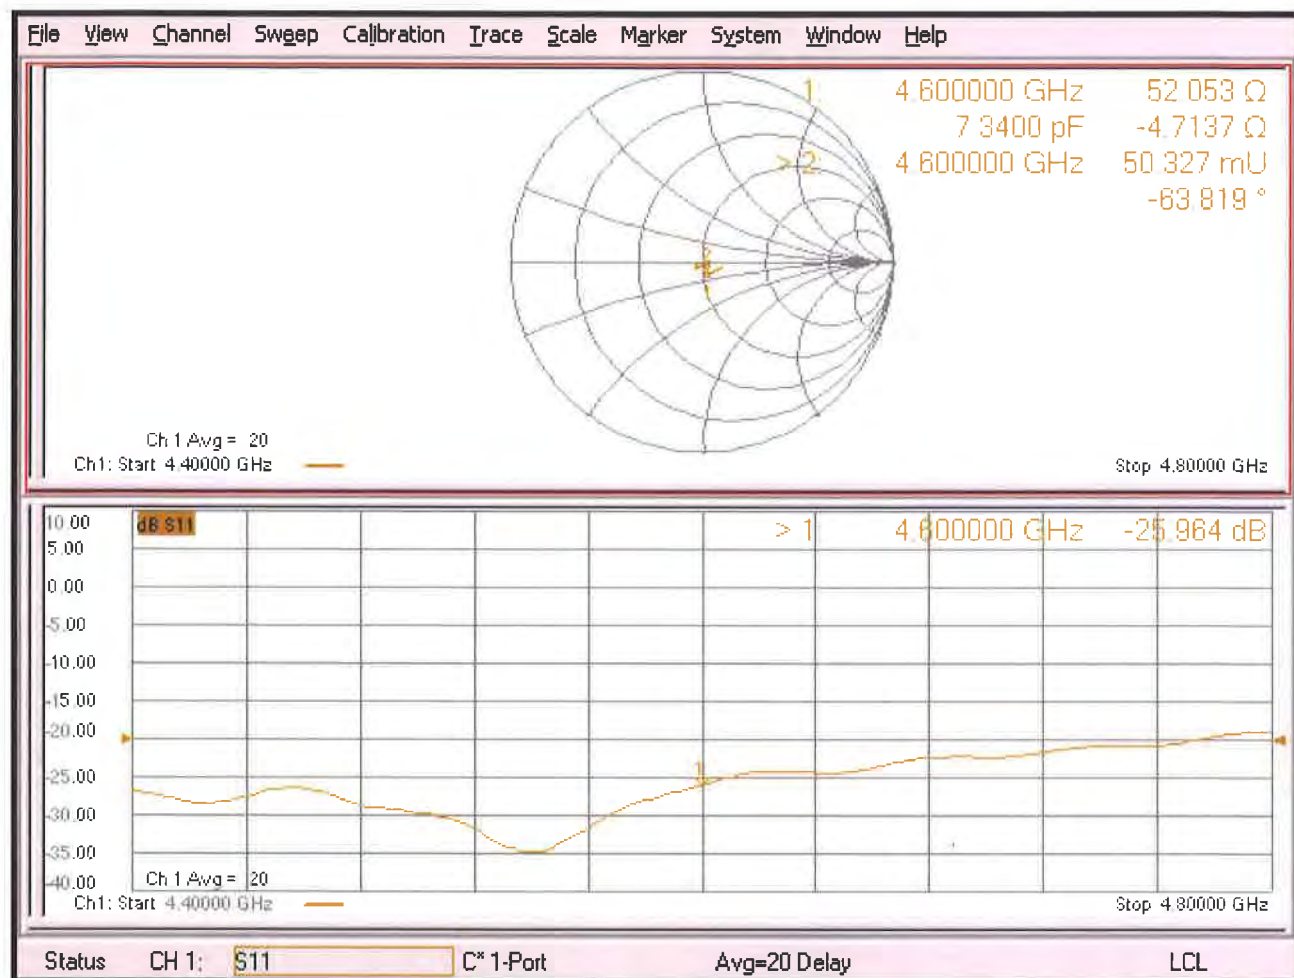 File View Channel Sweep Calibration Trace Scale Marker System Window Help
1 4.600000 GHz 52.053 Ω
7.3400 pF -4.7137 Ω
> 2 4.600000 GHz 50.327 mU
-63.819 °
Ch 1 Avg = 20
Ch1: Start 4.40000 GHz Stop 4.80000 GHz
10.00 dB S11 > 1 4.600000 GHz -25.964 dB
5.00
0.00
-5.00
-10.00
-15.00
-20.00
1
-25.00
-30.00
-35.00
-40.00 Ch 1 Avg = 20
Ch1: Start 4.40000 GHz Stop 4.80000 GHz
Status CH 1: S11 C* 1-Port Avg=20 Delay LCL